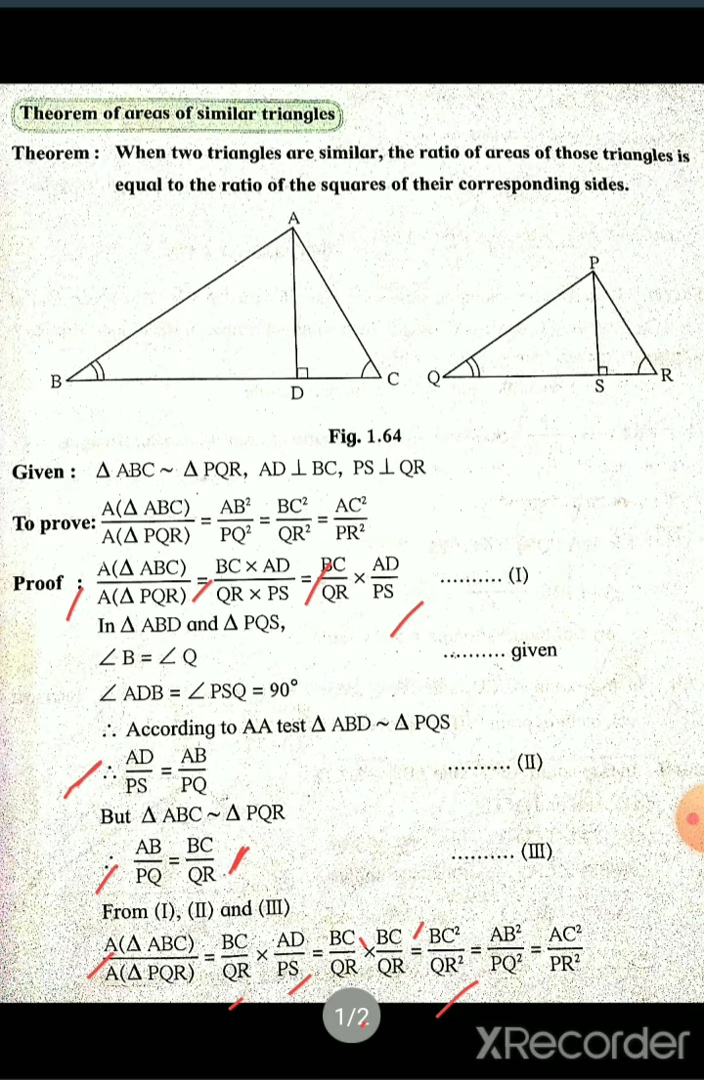 Theorem of areas of similar triangles
Theorem : When two triangles are similar, the ratio of areas of those triangles is
equal to the ratio of the squares of their corresponding sides.
A
P
B
D
C
Q
S
R
Fig. 1.64
Given : Δ ABC ~ Δ PQR, AD ⊥ BC, PS ⊥ QR
To prove: A(Δ ABC)/A(Δ PQR) = AB²/PQ² = BC²/QR² = AC²/PR²
Proof : A(Δ ABC)/A(Δ PQR) = BC × AD/QR × PS = BC/QR × AD/PS .......... (I)
In Δ ABD and Δ PQS,
∠ B = ∠ Q .......... given
∠ ADB = ∠ PSQ = 90°
∴ According to AA test Δ ABD ~ Δ PQS
∴ AD/PS = AB/PQ .......... (II)
But Δ ABC ~ Δ PQR
∴ AB/PQ = BC/QR .......... (III)
From (I), (II) and (III)
A(Δ ABC)/A(Δ PQR) = BC/QR × AD/PS = BC/QR × BC/QR = BC²/QR² = AB²/PQ² = AC²/PR²
1/2
XRecorder